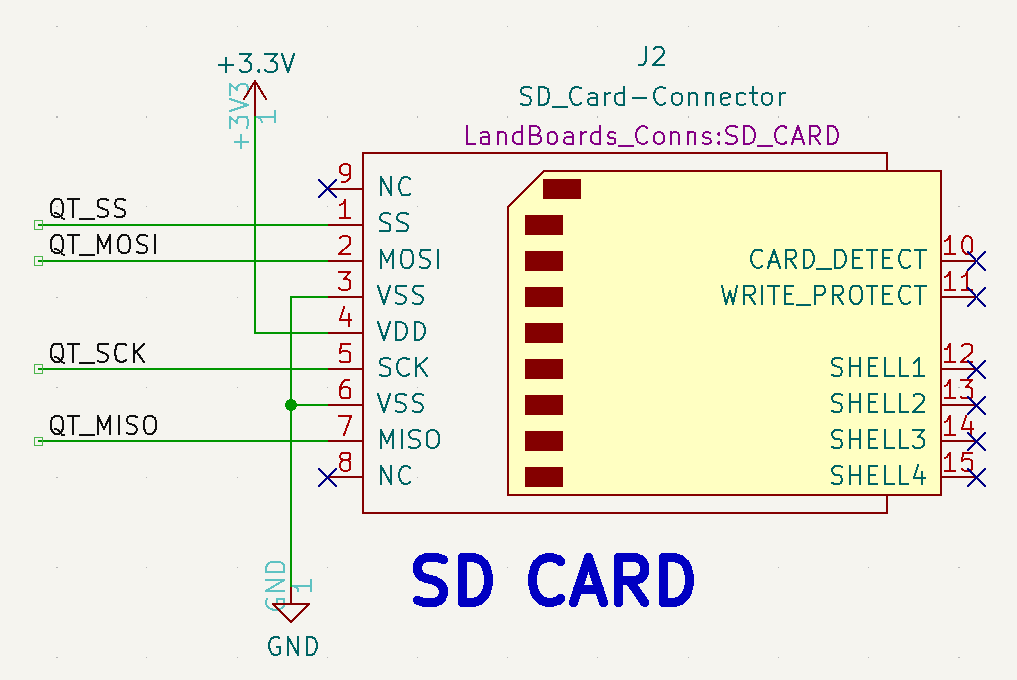 +3.3V
+3V3
1
J2
SD_Card-Connector
LandBoards_Conns:SD_CARD
9 NC
QT_SS 1 SS
QT_MOSI 2 MOSI
3 VSS
4 VDD
QT_SCK 5 SCK
6 VSS
QT_MISO 7 MISO
8 NC
CARD_DETECT 10
WRITE_PROTECT 11
SHELL1 12
SHELL2 13
SHELL3 14
SHELL4 15
GND
1
GND
SD CARD